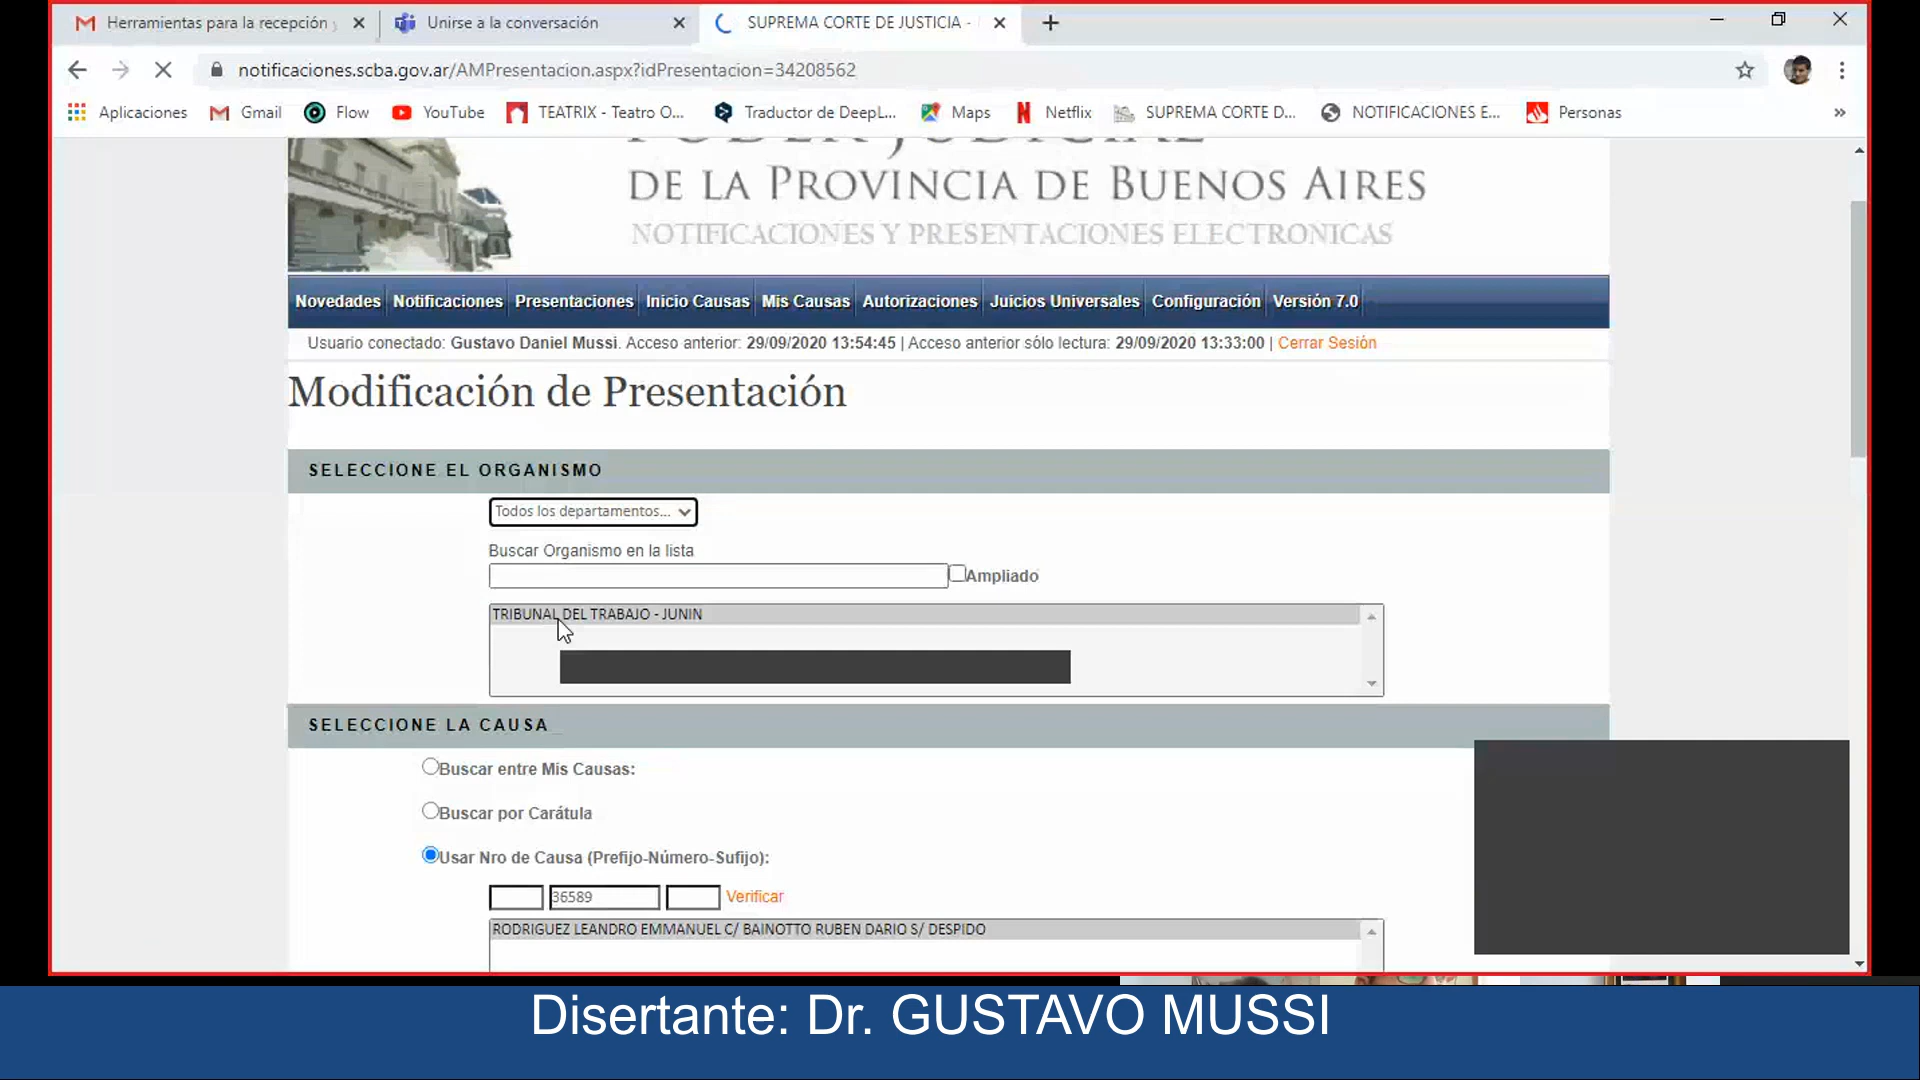 Herramientas para la recepción y
Unirse a la conversación
SUPREMA CORTE DE JUSTICIA -
notificaciones.scba.gov.ar/AMPresentacion.aspx?idPresentacion=34208562
Aplicaciones
Gmail
Flow
YouTube
TEATRIX - Teatro O...
Traductor de DeepL...
Maps
Netflix
SUPREMA CORTE D...
NOTIFICACIONES E...
Personas
PODER JUDICIAL
DE LA PROVINCIA DE BUENOS AIRES
NOTIFICACIONES Y PRESENTACIONES ELECTRONICAS
Novedades Notificaciones Presentaciones Inicio Causas Mis Causas Autorizaciones Juicios Universales Configuración Versión 7.0
Usuario conectado: Gustavo Daniel Mussi. Acceso anterior: 29/09/2020 13:54:45 | Acceso anterior sólo lectura: 29/09/2020 13:33:00 | Cerrar Sesión
Modificación de Presentación
SELECCIONE EL ORGANISMO
Todos los departamentos...
Buscar Organismo en la lista
Ampliado
TRIBUNAL DEL TRABAJO - JUNIN
SELECCIONE LA CAUSA
Buscar entre Mis Causas:
Buscar por Carátula
Usar Nro de Causa (Prefijo-Número-Sufijo):
36589 Verificar
RODRIGUEZ LEANDRO EMMANUEL C/ BAINOTTO RUBEN DARIO S/ DESPIDO
Disertante: Dr. GUSTAVO MUSSI